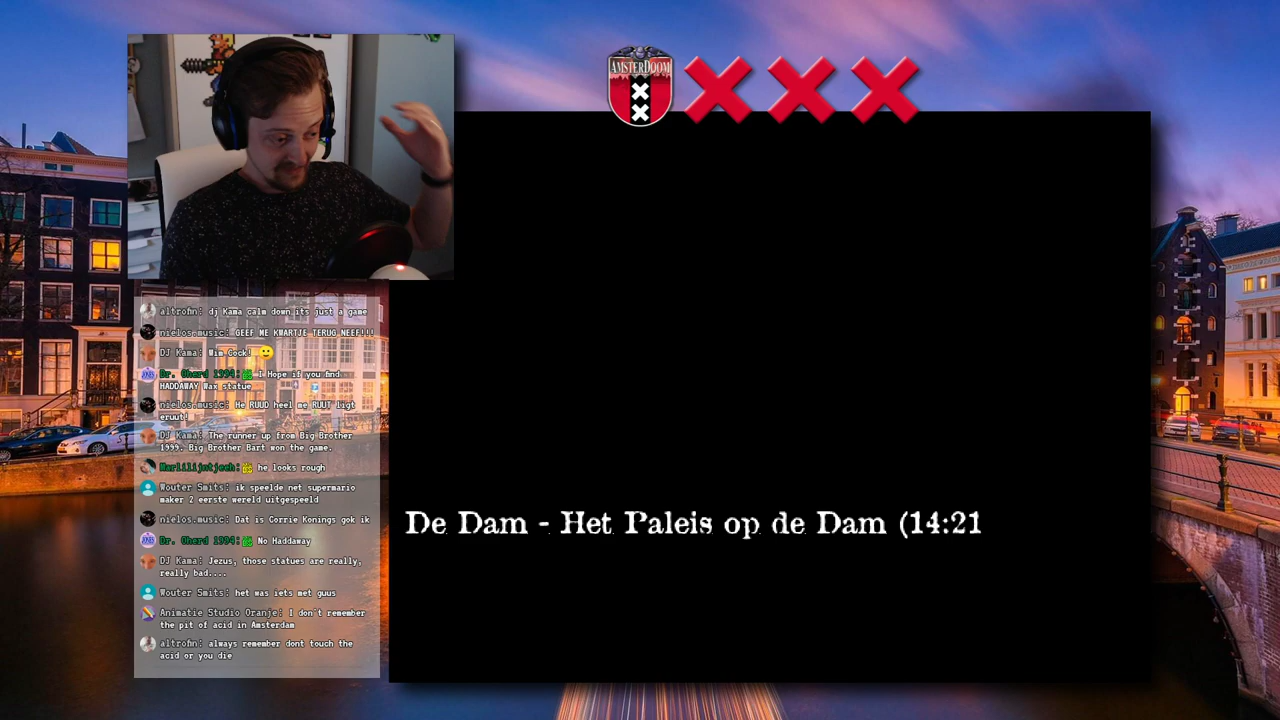 AMSTERDOOM
altrofin: dj Kama calm down its just a game
nielos.music: GEEF ME KWARTJE TERUG NEEF!!!
DJ Kama: Wim Cock! 🙂
Dr. Oherd 1994: I Hope if you find
HADDAWAY Wax statue
nielos.music: He RUUD heel me RUUT ligt
eruut!
DJ Kama: The runner up from Big Brother
1999. Big Brother Bart won the game.
Marlilijntjeeh: he looks rough
Wouter Smits: ik speelde net supermario
maker 2 eerste wereld uitgespeeld
nielos.music: Dat is Corrie Konings gok ik
Dr. Oherd 1994: No Haddaway
DJ Kama: Jezus, those statues are really,
really bad....
Wouter Smits: het was iets met guus
Animatie Studio Oranje: I don't remember
the pit of acid in Amsterdam
altrofin: always remember dont touch the
acid or you die
De Dam - Het Paleis op de Dam (14:21